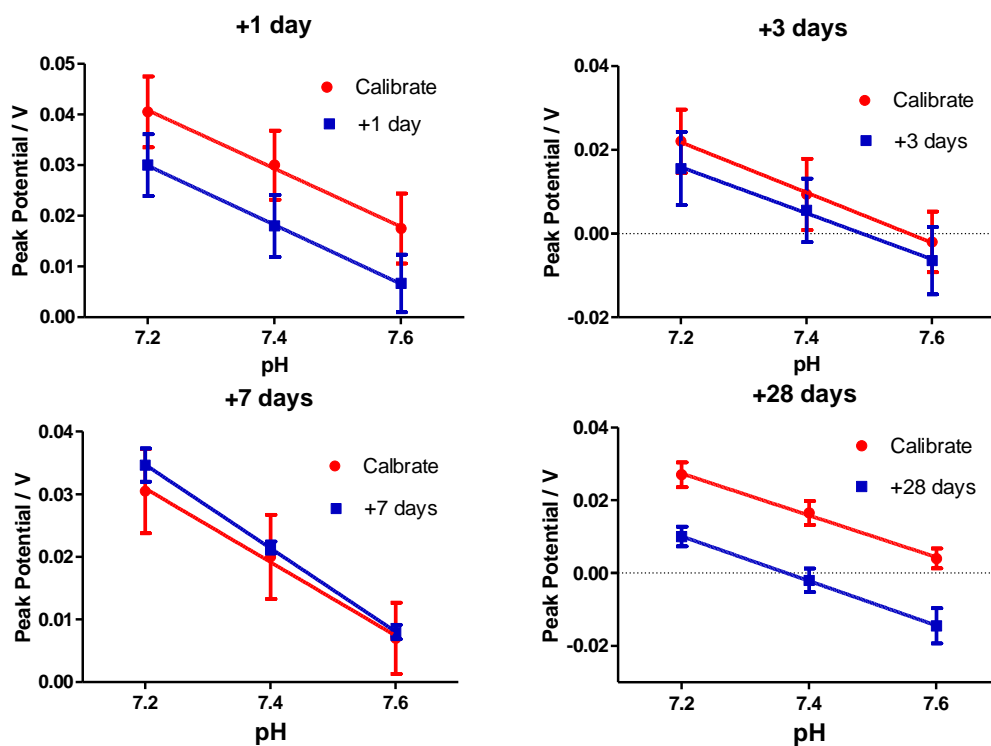 +1 day
Peak Potential / V
0.05
0.04
0.03
0.02
0.01
0.00
7.2 7.4 7.6
pH
Calibrate
+1 day
+3 days
Peak Potential / V
0.04
0.02
0.00
-0.02
7.2 7.4 7.6
pH
Calibrate
+3 days
+7 days
Peak Potential / V
0.04
0.03
0.02
0.01
0.00
7.2 7.4 7.6
pH
Calbrate
+7 days
+28 days
Peak Potential / V
0.04
0.02
0.00
-0.02
7.2 7.4 7.6
pH
Calibrate
+28 days